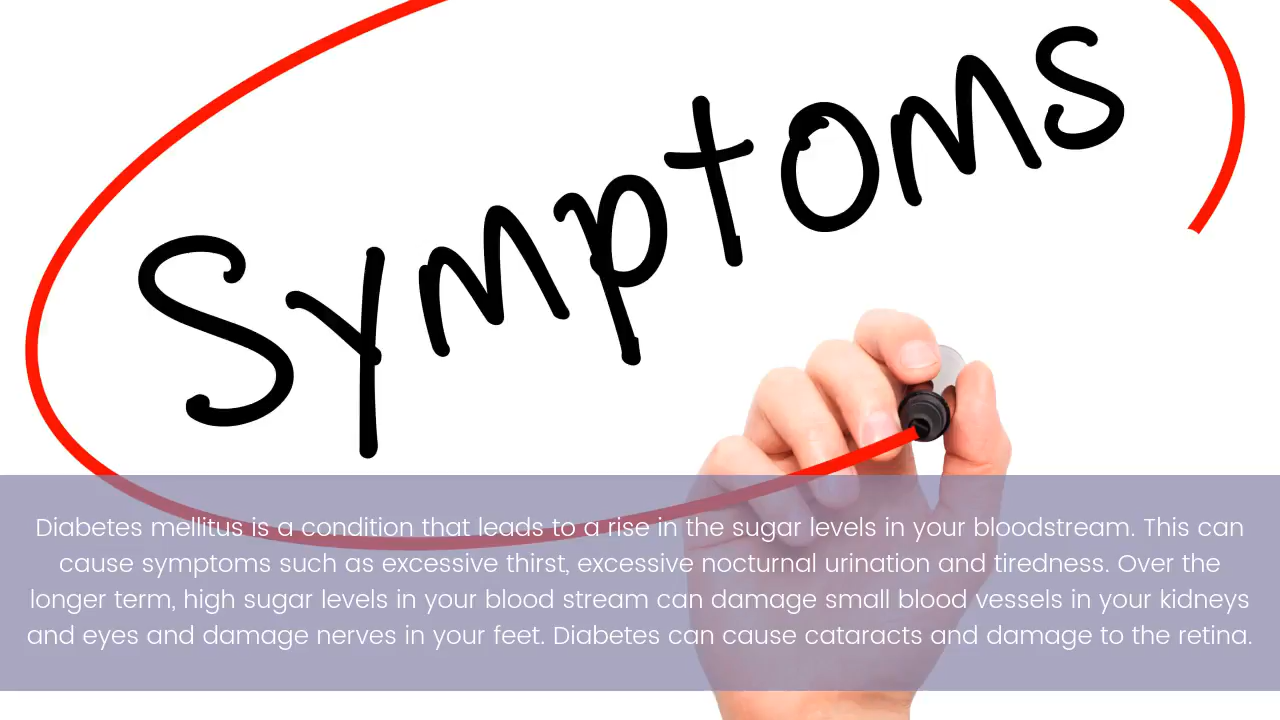 Symptoms
Diabetes mellitus is a condition that leads to a rise in the sugar levels in your bloodstream. This can
cause symptoms such as excessive thirst, excessive nocturnal urination and tiredness. Over the
longer term, high sugar levels in your blood stream can damage small blood vessels in your kidneys
and eyes and damage nerves in your feet. Diabetes can cause cataracts and damage to the retina.